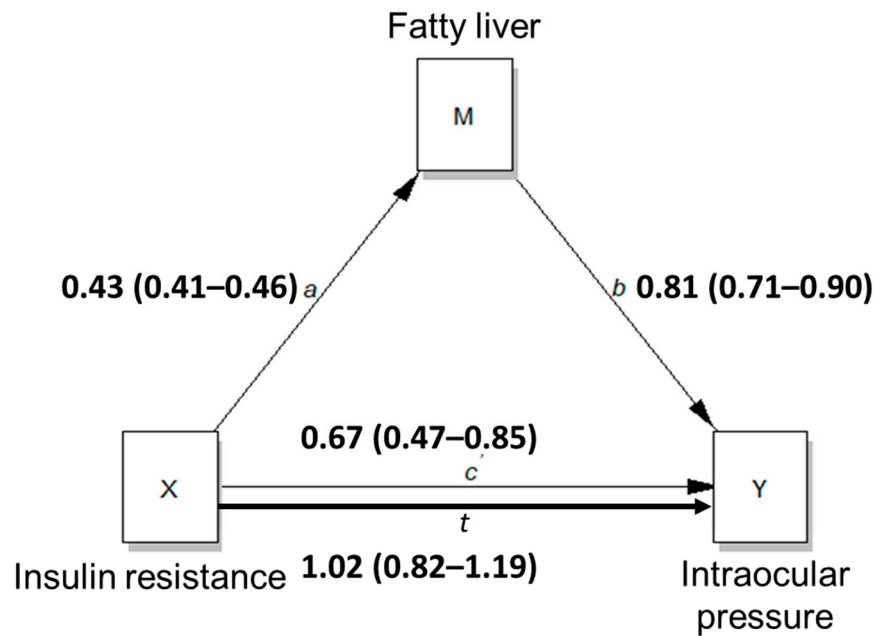 Fatty liver
M
0.43 (0.41–0.46) a
b 0.81 (0.71–0.90)
0.67 (0.47–0.85)
c'
X
Y
t
1.02 (0.82–1.19)
Insulin resistance
Intraocular
pressure